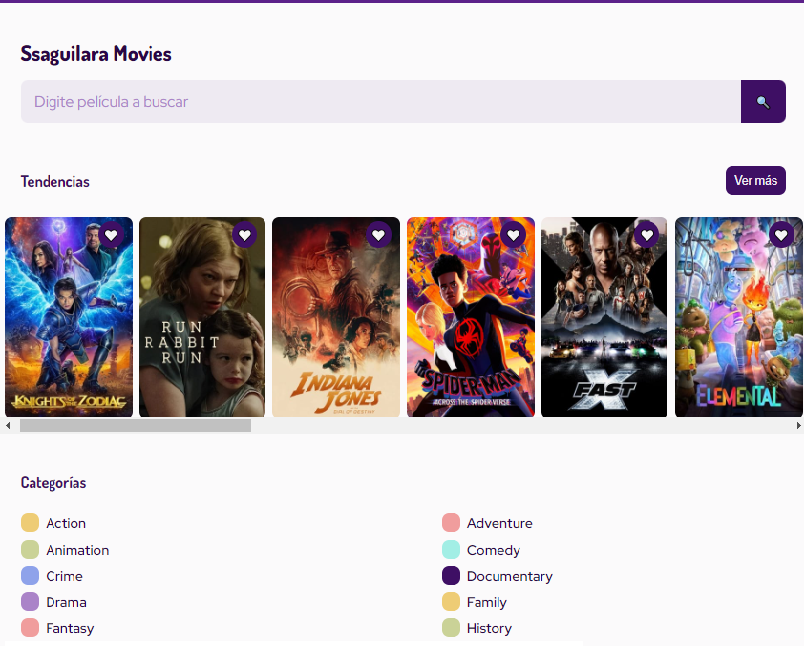 Ssaguilara Movies
Digite película a buscar
Tendencias
Ver más
KNIGHTS OF THE ZODIAC
RUN
RABBIT
RUN
INDIANA
JONES
AND THE DIAL OF DESTINY
SPIDER-MAN
ACROSS THE SPIDER-VERSE
FAST X
ELEMENTAL
Categorías
Action
Adventure
Animation
Comedy
Crime
Documentary
Drama
Family
Fantasy
History